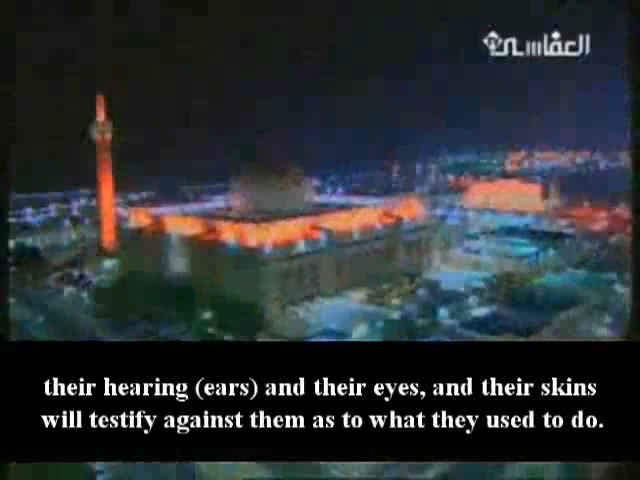 العفاسي
their hearing (ears) and their eyes, and their skins
will testify against them as to what they used to do.